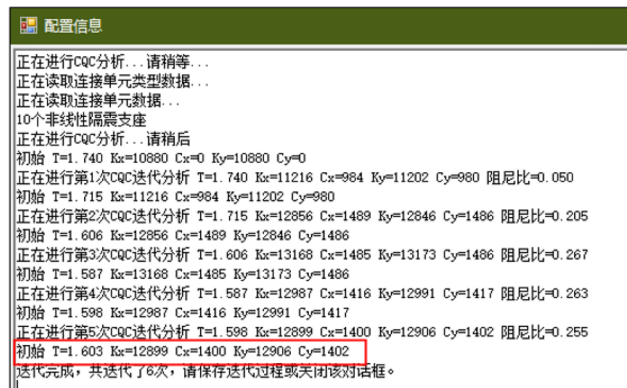 配置信息
正在进行CQC分析...请稍等...
正在读取连接单元类型数据...
正在读取连接单元数据...
10个非线性隔震支座
正在进行CQC分析...请稍后
初始 T=1.740 Kx=10880 Cx=0 Ky=10880 Cy=0
正在进行第1次CQC迭代分析 T=1.740 Kx=11216 Cx=984 Ky=11202 Cy=980 阻尼比=0.050
初始 T=1.715 Kx=11216 Cx=984 Ky=11202 Cy=980
正在进行第2次CQC迭代分析 T=1.715 Kx=12856 Cx=1489 Ky=12846 Cy=1486 阻尼比=0.205
初始 T=1.606 Kx=12856 Cx=1489 Ky=12846 Cy=1486
正在进行第3次CQC迭代分析 T=1.606 Kx=13168 Cx=1485 Ky=13173 Cy=1486 阻尼比=0.267
初始 T=1.587 Kx=13168 Cx=1485 Ky=13173 Cy=1486
正在进行第4次CQC迭代分析 T=1.587 Kx=12987 Cx=1416 Ky=12991 Cy=1417 阻尼比=0.263
初始 T=1.598 Kx=12987 Cx=1416 Ky=12991 Cy=1417
正在进行第5次CQC迭代分析 T=1.598 Kx=12899 Cx=1400 Ky=12906 Cy=1402 阻尼比=0.255
初始 T=1.603 Kx=12899 Cx=1400 Ky=12906 Cy=1402
迭代完成，共迭代了6次，请保存迭代过程或关闭该对话框。